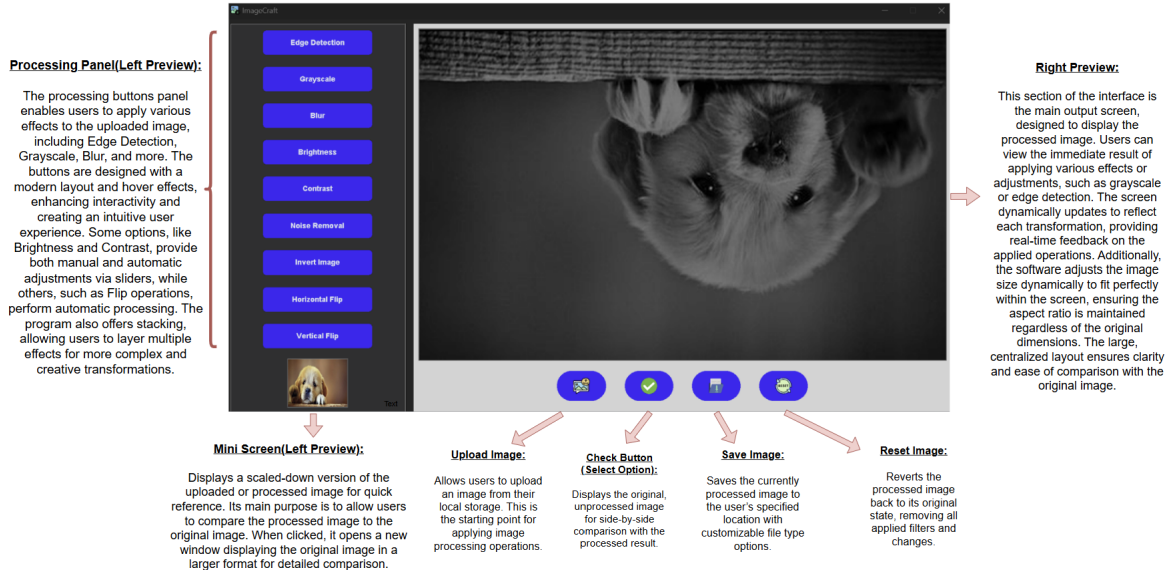 ImageCraft
Processing Panel(Left Preview):
The processing buttons panel
enables users to apply various
effects to the uploaded image,
including Edge Detection,
Grayscale, Blur, and more. The
buttons are designed with a
modern layout and hover effects,
enhancing interactivity and
creating an intuitive user
experience. Some options, like
Brightness and Contrast, provide
both manual and automatic
adjustments via sliders, while
others, such as Flip operations,
perform automatic processing. The
program also offers stacking,
allowing users to layer multiple
effects for more complex and
creative transformations.
Edge Detection
Grayscale
Blur
Brightness
Contrast
Noise Removal
Invert Image
Horizontal Flip
Vertical Flip
Text
Right Preview:
This section of the interface is
the main output screen,
designed to display the
processed image. Users can
view the immediate result of
applying various effects or
adjustments, such as grayscale
or edge detection. The screen
dynamically updates to reflect
each transformation, providing
real-time feedback on the
applied operations. Additionally,
the software adjusts the image
size dynamically to fit perfectly
within the screen, ensuring the
aspect ratio is maintained
regardless of the original
dimensions. The large,
centralized layout ensures clarity
and ease of comparison with the
original image.
Mini Screen(Left Preview):
Displays a scaled-down version of the
uploaded or processed image for quick
reference. Its main purpose is to allow users
to compare the processed image to the
original image. When clicked, it opens a new
window displaying the original image in a
larger format for detailed comparison.
Upload Image:
Allows users to upload
an image from their
local storage. This is
the starting point for
applying image
processing operations.
Check Button
(Select Option):
Displays the original,
unprocessed image
for side-by-side
comparison with the
processed result.
Save Image:
Saves the currently
processed image to
the user's specified
location with
customizable file type
options.
Reset Image:
Reverts the
processed image
back to its original
state, removing all
applied filters and
changes.